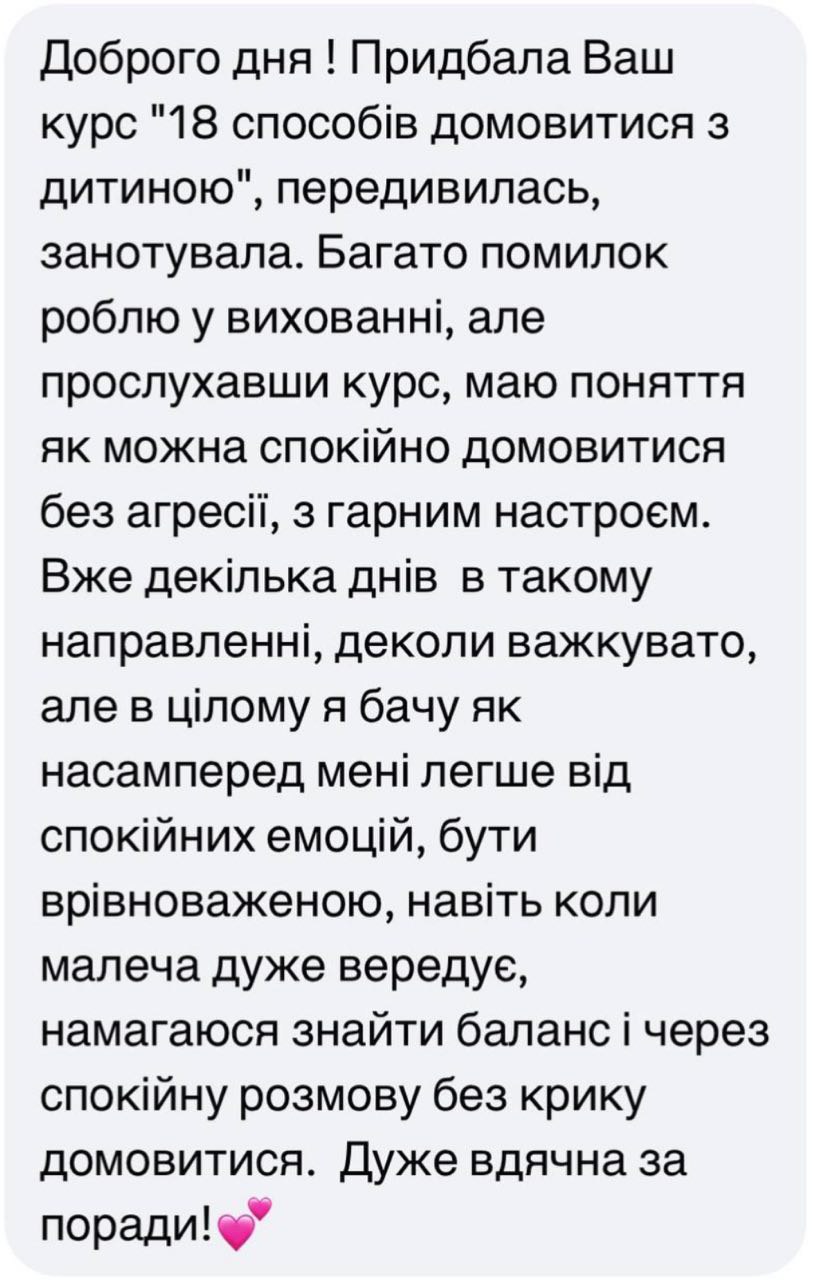 Доброго дня ! Придбала Ваш
курс "18 способів домовитися з
дитиною", передивилась,
занотувала. Багато помилок
роблю у вихованні, але
прослухавши курс, маю поняття
як можна спокійно домовитися
без агресії, з гарним настроєм.
Вже декілька днів  в такому
направленні, деколи важкувато,
але в цілому я бачу як
насамперед мені легше від
спокійних емоцій, бути
врівноваженою, навіть коли
малеча дуже вередує,
намагаюся знайти баланс і через
спокійну розмову без крику
домовитися.  Дуже вдячна за
поради!💕